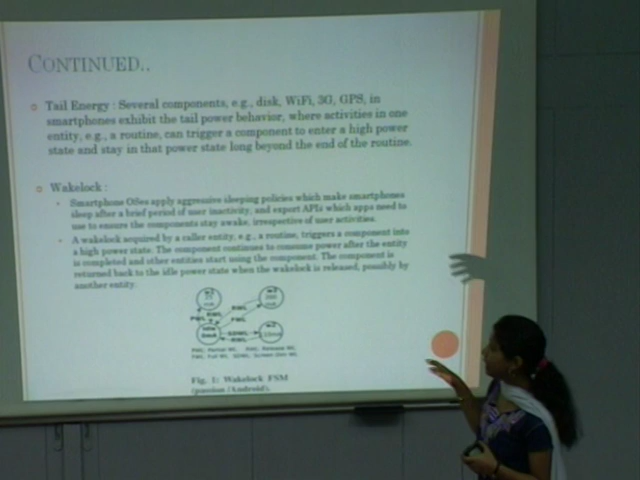 CONTINUED..
Tail Energy : Several components, e.g., disk, WiFi, 3G, GPS, in
smartphones exhibit the tail power behavior, where activities in one
entity, e.g., a routine, can trigger a component to enter a high power
state and stay in that power state long beyond the end of the routine.
Wakelock :
Smartphone OSes apply aggressive sleeping policies which make smartphones
sleep after a brief period of user inactivity, and export APIs which apps need to
use to ensure the components stay awake, irrespective of user activities.
A wakelock acquired by a caller entity, e.g., a routine, triggers a component into
a high power state. The component continues to consume power after the entity
is completed and other entities start using the component. The component is
returned back to the idle power state when the wakelock is released, possibly by
another entity.
Fig. 1: Wakelock FSM
(passion /Android).